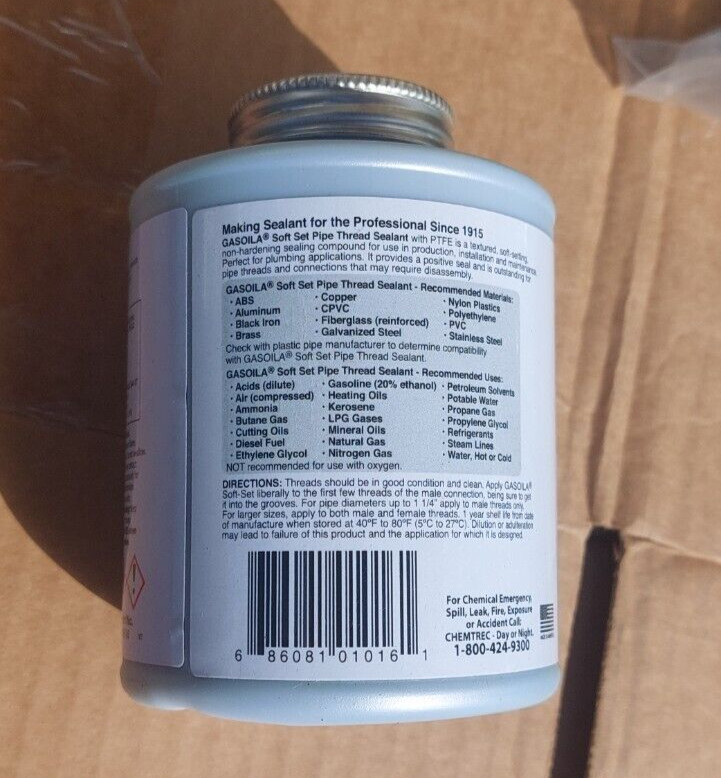 Making Sealant for the Professional Since 1915
GASOILA® Soft Set Pipe Thread Sealant with PTFE is a textured, soft-setting,
non-hardening sealing compound for use in production, installation and maintenance.
Perfect for plumbing applications. It provides a positive seal and is outstanding for
pipe threads and connections that may require disassembly.
GASOILA® Soft Set Pipe Thread Sealant - Recommended Materials:
· ABS · Copper · Nylon Plastics
· Aluminum · CPVC · Polyethylene
· Black Iron · Fiberglass (reinforced) · PVC
· Brass · Galvanized Steel · Stainless Steel
Check with plastic pipe manufacturer to determine compatibility
with GASOILA® Soft Set Pipe Thread Sealant.
GASOILA® Soft Set Pipe Thread Sealant - Recommended Uses:
· Acids (dilute) · Gasoline (20% ethanol) · Petroleum Solvents
· Air (compressed) · Heating Oils · Potable Water
· Ammonia · Kerosene · Propane Gas
· Butane Gas · LPG Gases · Propylene Glycol
· Cutting Oils · Mineral Oils · Refrigerants
· Diesel Fuel · Natural Gas · Steam Lines
· Ethylene Glycol · Nitrogen Gas · Water, Hot or Cold
NOT recommended for use with oxygen.
DIRECTIONS: Threads should be in good condition and clean. Apply GASOILA®
Soft-Set liberally to the first few threads of the male connection, being sure to get
it into the grooves. For pipe diameters up to 1 1/4" apply to male threads only.
For larger sizes, apply to both male and female threads. 1 year shelf life from date
of manufacture when stored at 40°F to 80°F (5°C to 27°C). Dilution or adulteration
may lead to failure of this product and the application for which it is designed.
For Chemical Emergency,
Spill, Leak, Fire, Exposure
or Accident Call:
CHEMTREC - Day or Night.
1-800-424-9300
6 86081 01016 1